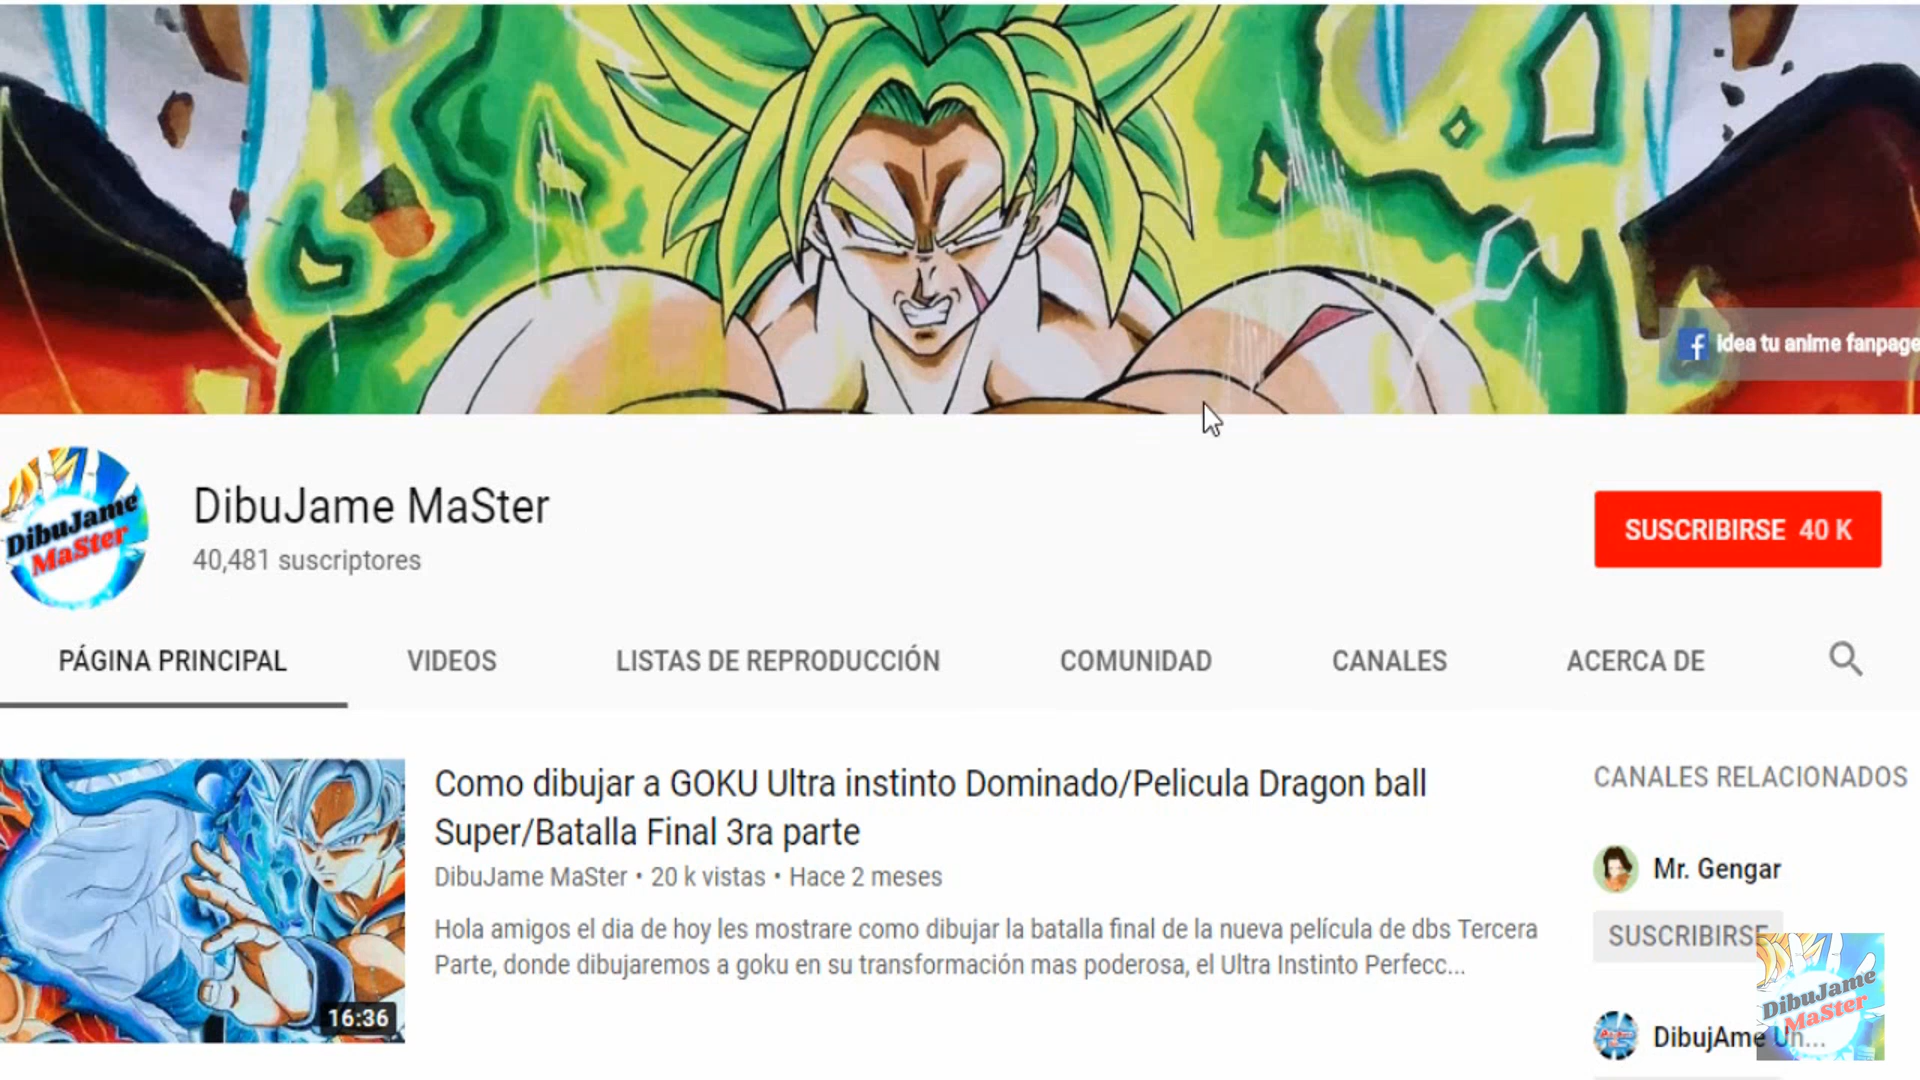 idea tu anime fanpage
DibuJame
MaSter
DibuJame MaSter
40,481 suscriptores
SUSCRIBIRSE 40 K
PÁGINA PRINCIPAL VIDEOS LISTAS DE REPRODUCCIÓN COMUNIDAD CANALES ACERCA DE
16:36
Como dibujar a GOKU Ultra instinto Dominado/Pelicula Dragon ball
Super/Batalla Final 3ra parte
DibuJame MaSter • 20 k vistas • Hace 2 meses
Hola amigos el dia de hoy les mostrare como dibujar la batalla final de la nueva película de dbs Tercera
Parte, donde dibujaremos a goku en su transformación mas poderosa, el Ultra Instinto Perfecc...
CANALES RELACIONADOS
Mr. Gengar
SUSCRIBIRSE
DibujAme Un...
DibuJame
MaSter